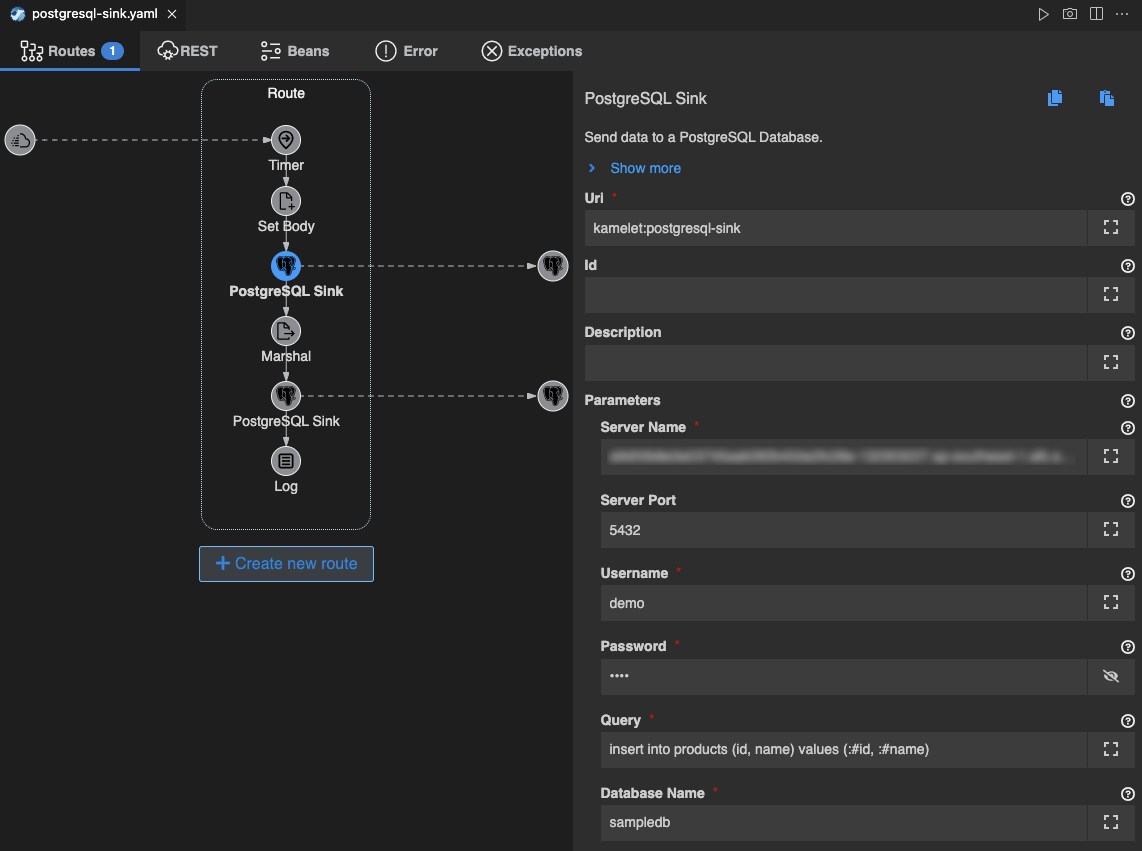 postgresql-sink.yaml
Routes 1
REST
Beans
Error
Exceptions
Route
Timer
Set Body
PostgreSQL Sink
Marshal
PostgreSQL Sink
Log
+ Create new route
PostgreSQL Sink
Send data to a PostgreSQL Database.
Show more
Uri *
kamelet:postgresql-sink
Id
Description
Parameters
Server Name *
Server Port
5432
Username *
demo
Password *
••••
Query *
insert into products (id, name) values (:#id, :#name)
Database Name *
sampledb